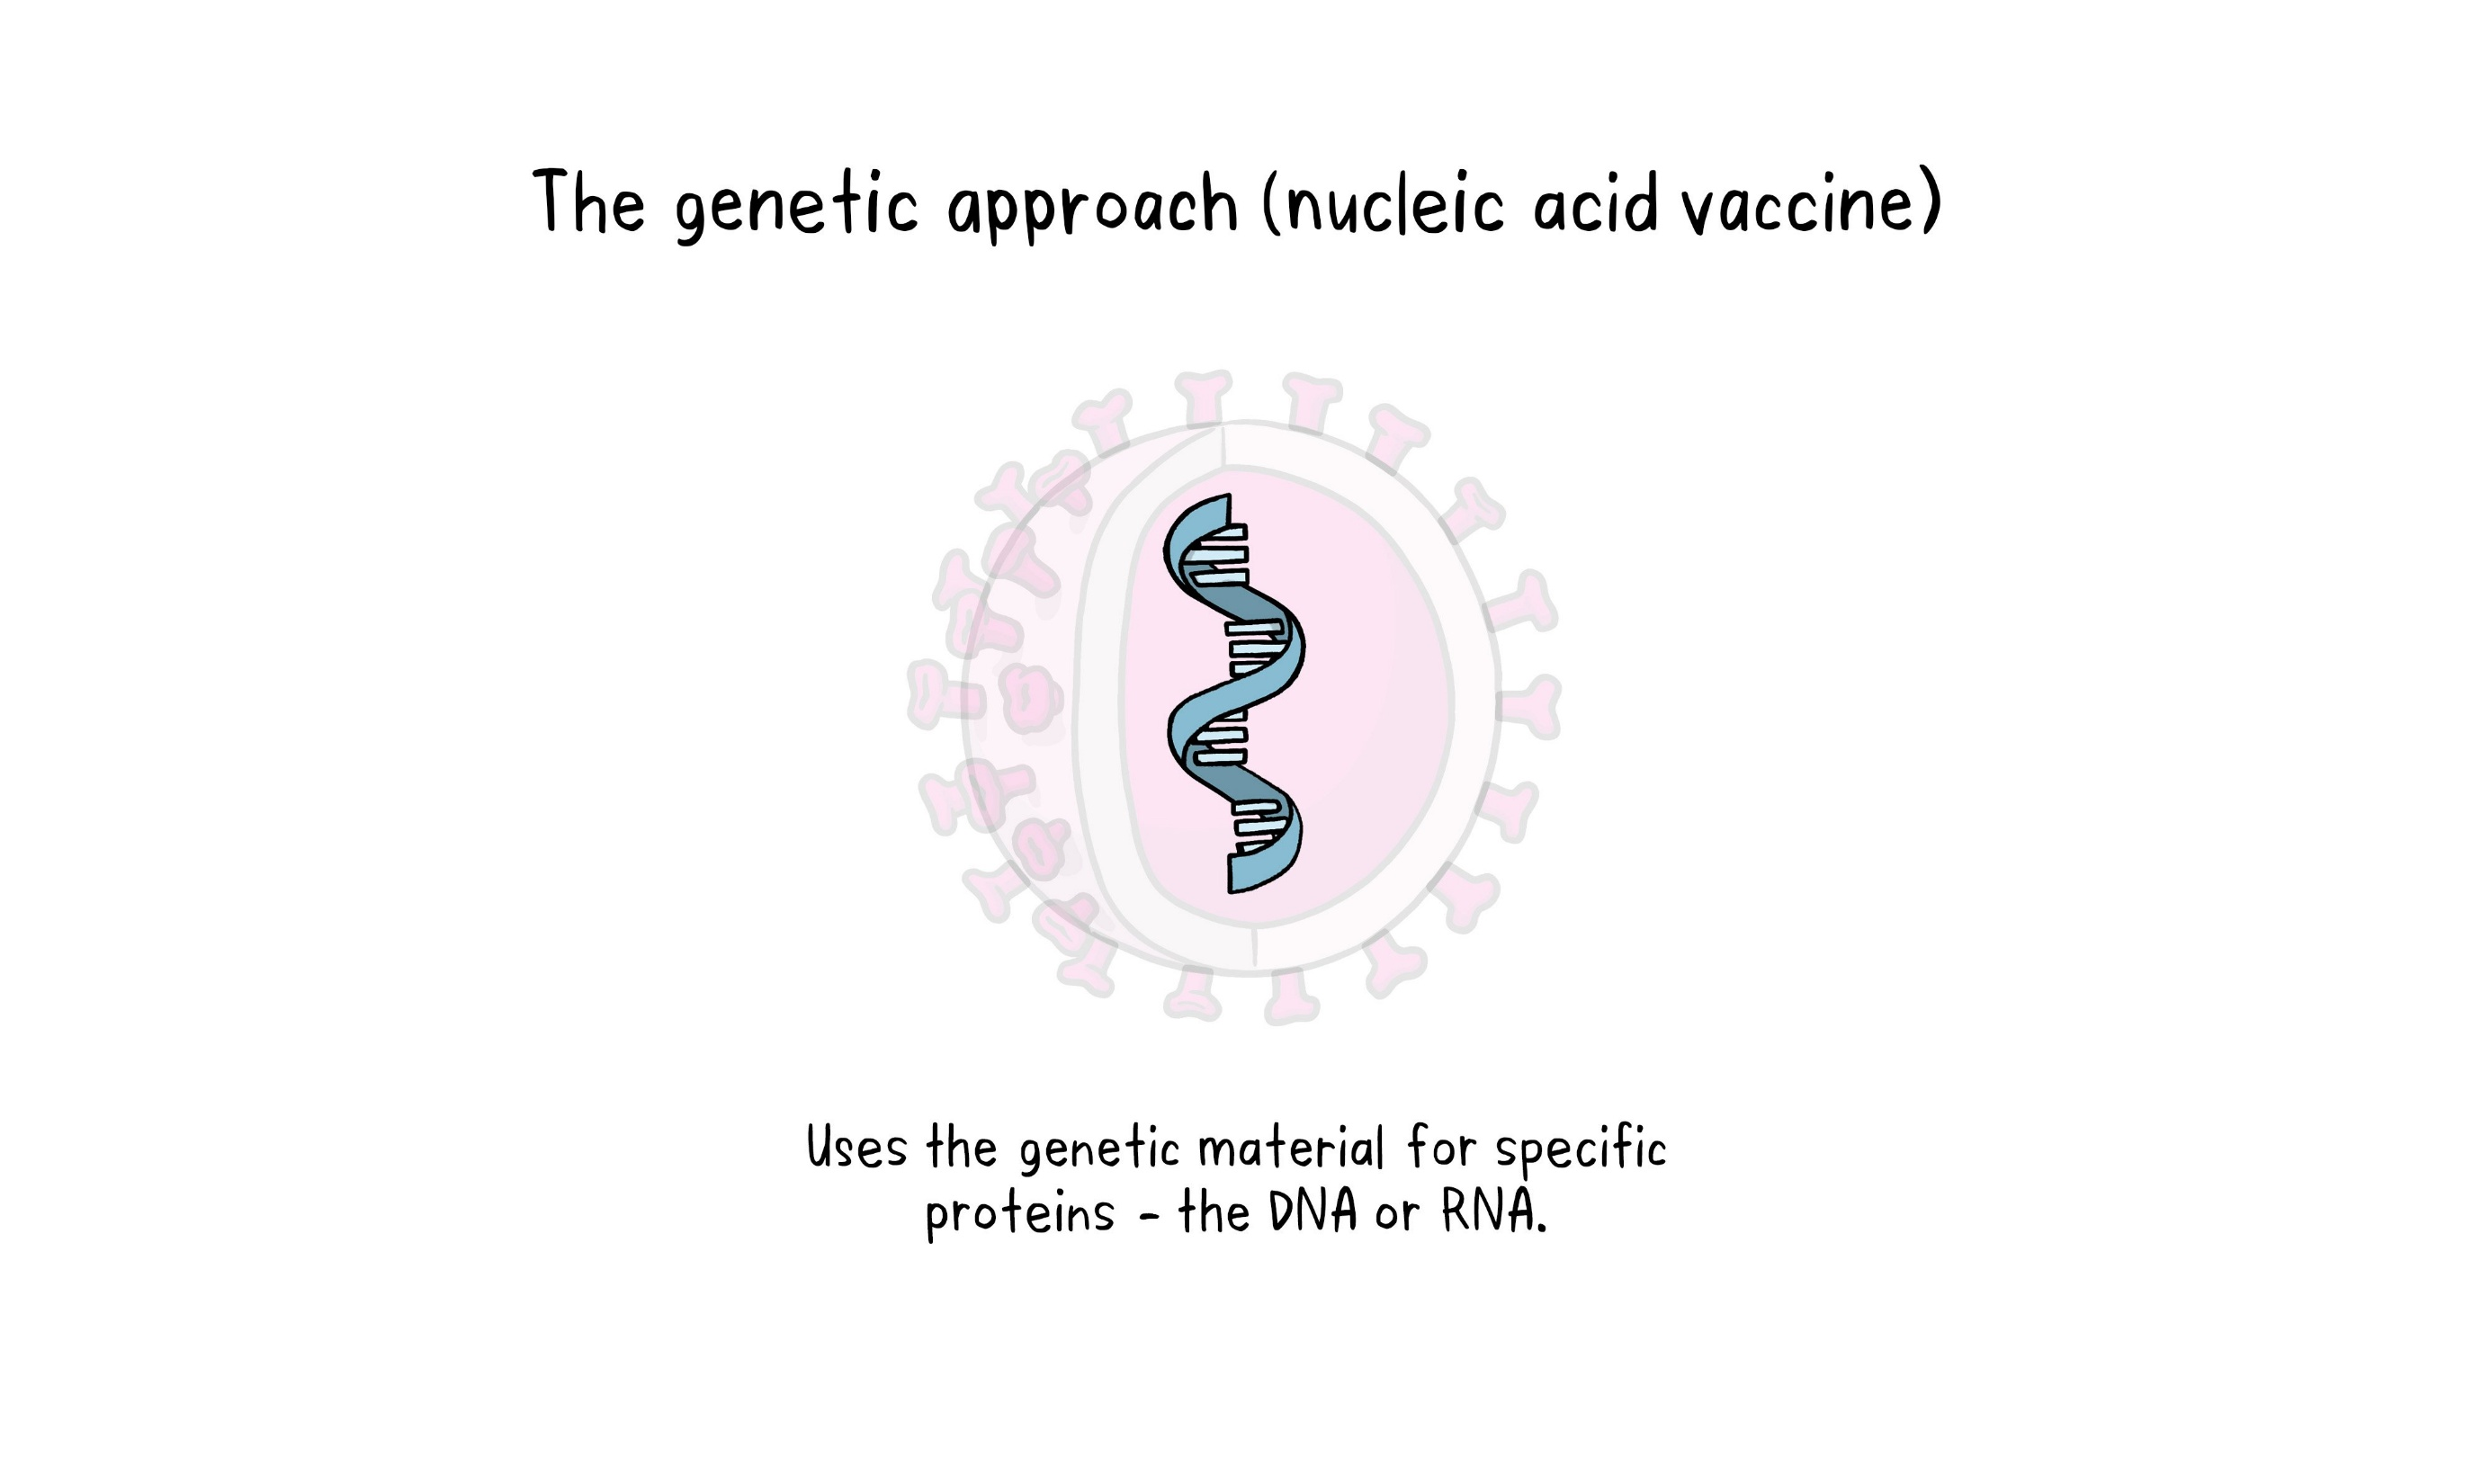 The genetic approach (nucleic acid vaccine)
Uses the genetic material for specific
proteins - the DNA or RNA.